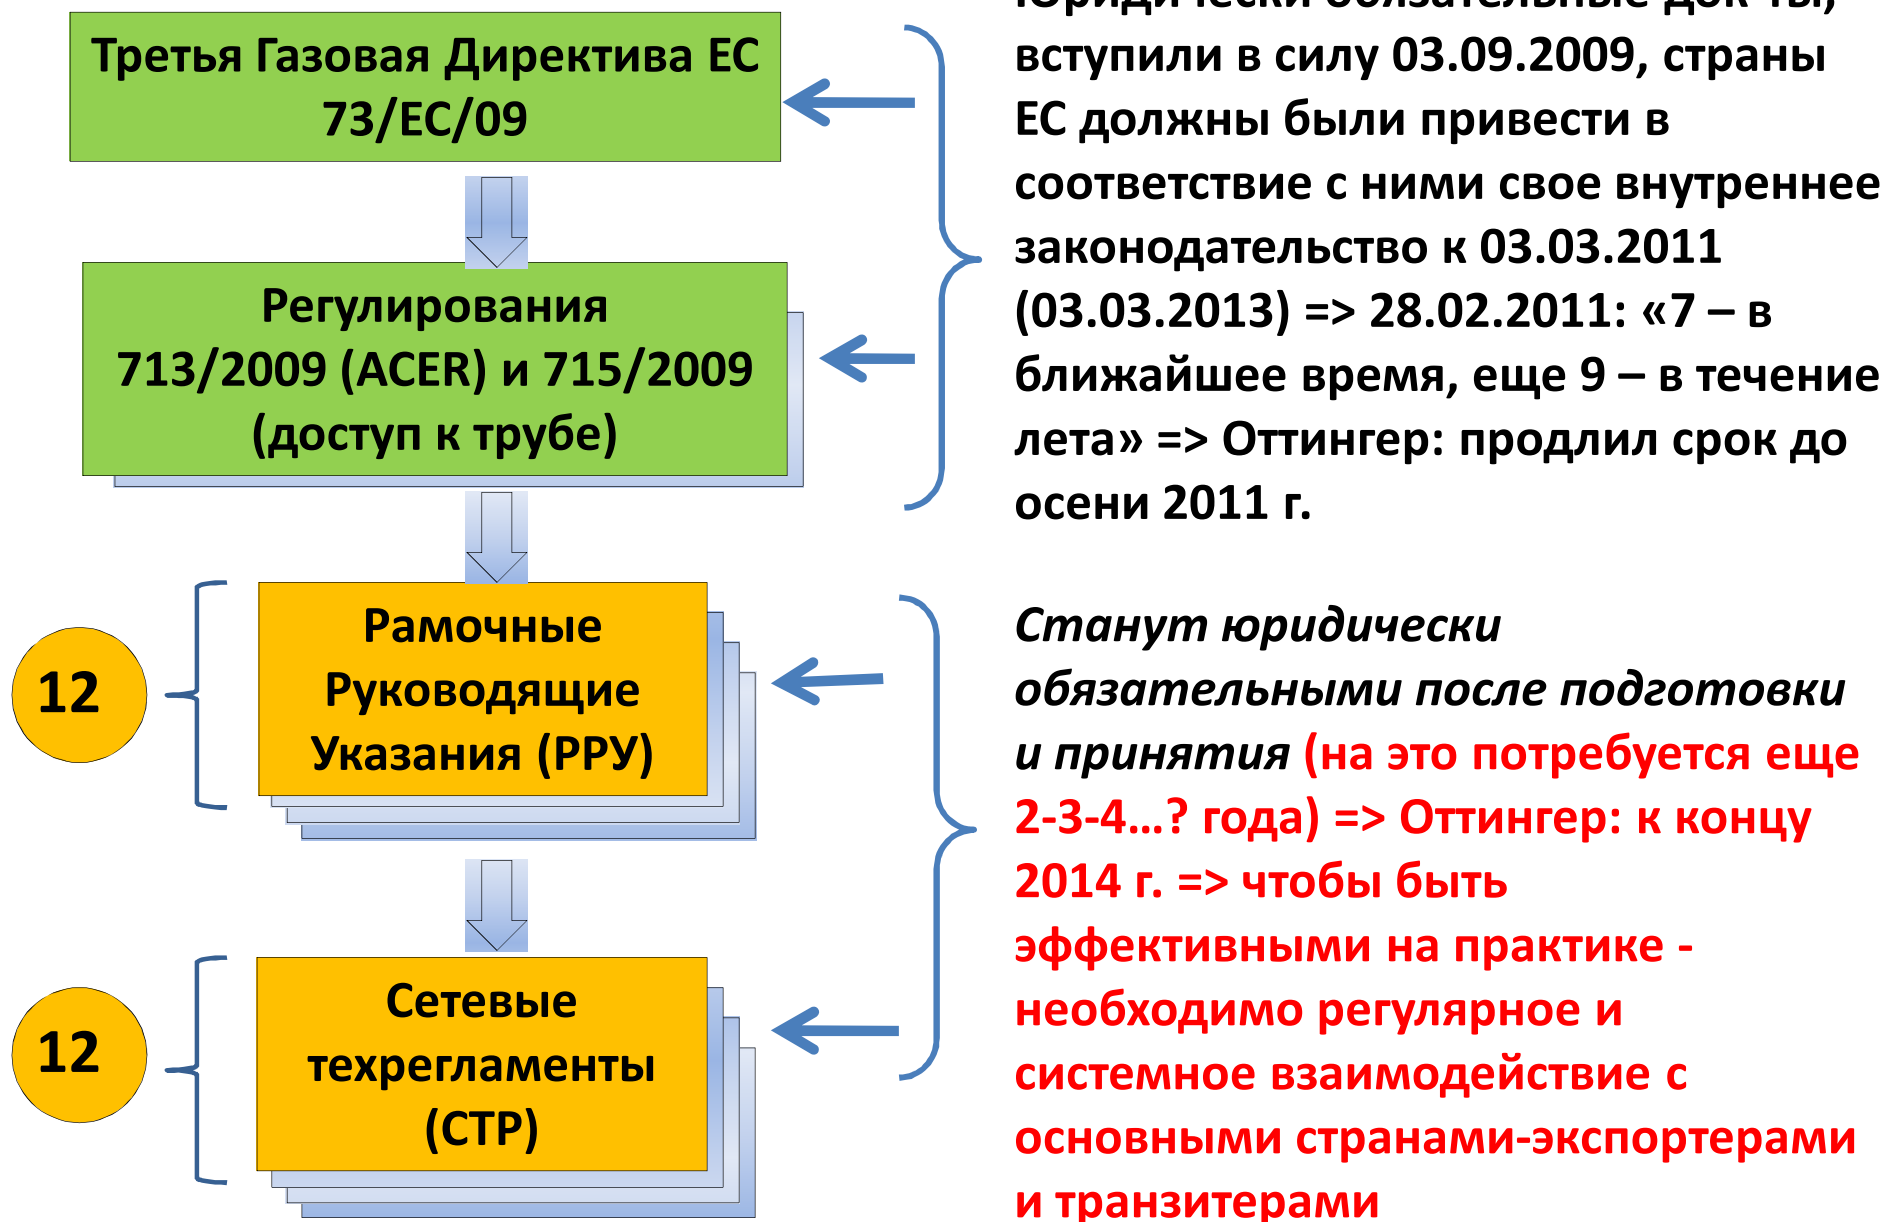 Третья Газовая Директива ЕС
73/ЕС/09
Регулирования
713/2009 (ACER) и 715/2009
(доступ к трубе)
12
Рамочные
Руководящие
Указания (РРУ)
12
Сетевые
техрегламенты
(СТР)
Юридически обязательные док-ты,
вступили в силу 03.09.2009, страны
ЕС должны были привести в
соответствие с ними свое внутреннее
законодательство к 03.03.2011
(03.03.2013) => 28.02.2011: «7 – в
ближайшее время, еще 9 – в течение
лета» => Оттингер: продлил срок до
осени 2011 г.
Станут юридически
обязательными после подготовки
и принятия (на это потребуется еще
2-3-4…? года) => Оттингер: к концу
2014 г. => чтобы быть
эффективными на практике -
необходимо регулярное и
системное взаимодействие с
основными странами-экспортерами
и транзитерами